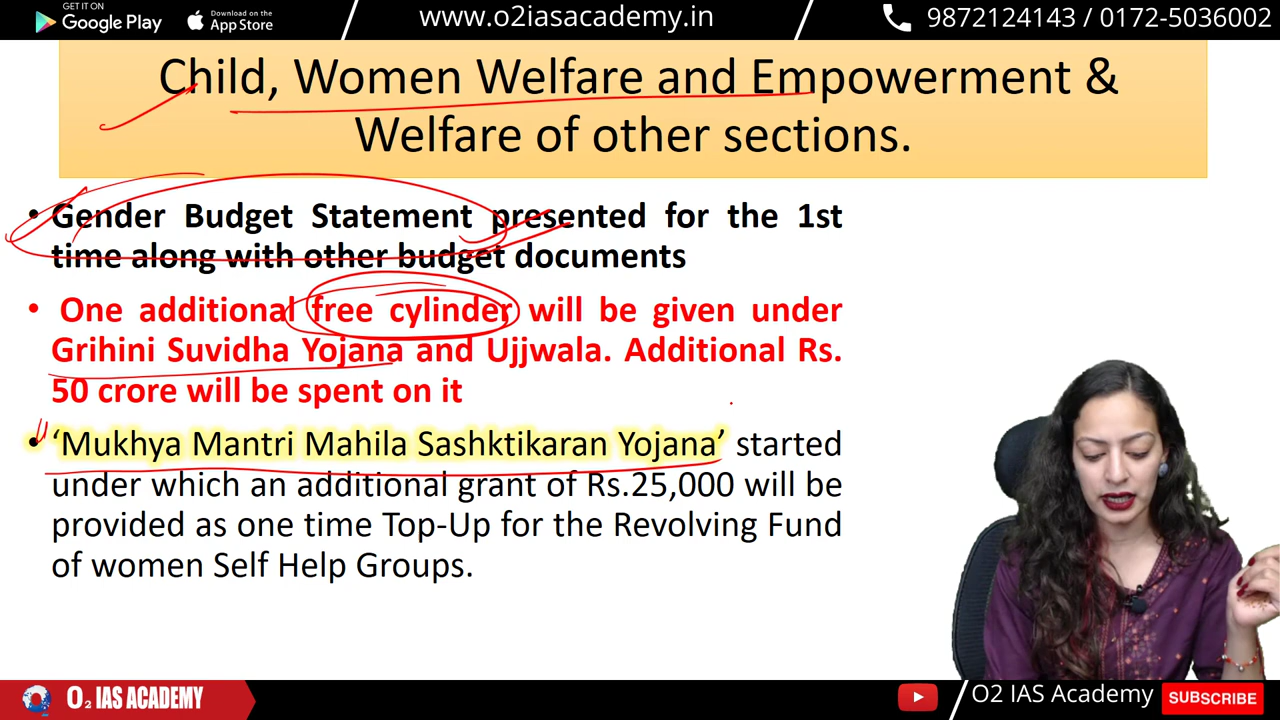 GET IT ON
Google Play
Download on the
App Store
www.o2iasacademy.in
9872124143 / 0172-5036002
Child, Women Welfare and Empowerment &
Welfare of other sections.
• Gender Budget Statement presented for the 1st
time along with other budget documents
• One additional free cylinder will be given under
Grihini Suvidha Yojana and Ujjwala. Additional Rs.
50 crore will be spent on it
• ‘Mukhya Mantri Mahila Sashktikaran Yojana’ started
under which an additional grant of Rs.25,000 will be
provided as one time Top-Up for the Revolving Fund
of women Self Help Groups.
O2 IAS ACADEMY
O2 IAS Academy
SUBSCRIBE